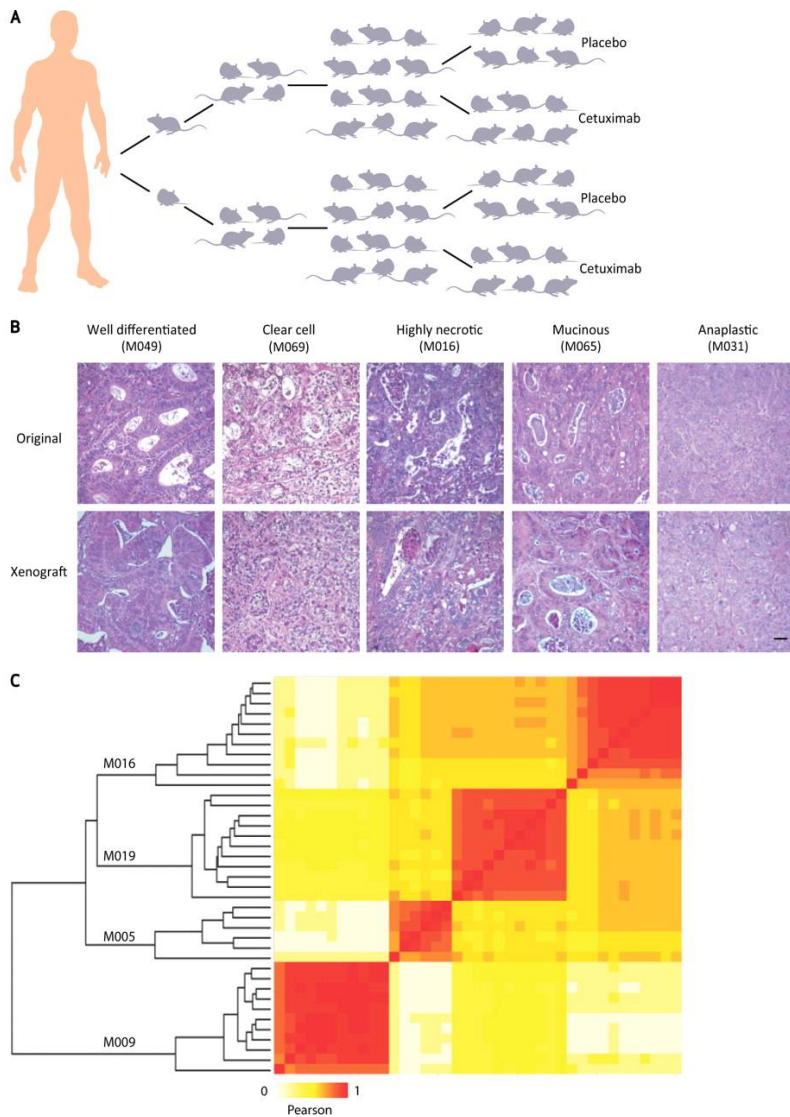 A
Placebo
Cetuximab
Placebo
Cetuximab
B
Well differentiated Clear cell Highly necrotic Mucinous Anaplastic
(M049) (M069) (M016) (M065) (M031)
Original
Xenograft
C
M016
M019
M005
M009
0 1
Pearson